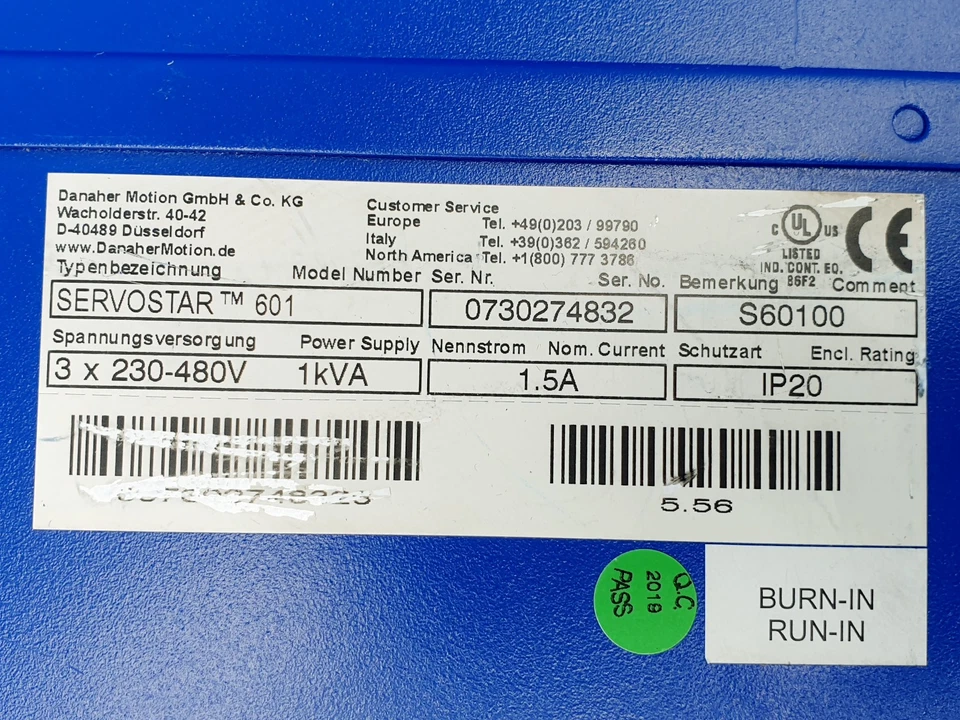 Danaher Motion GmbH & Co. KG
Wacholderstr. 40-42
D-40489 Düsseldorf
www.DanaherMotion.de
Customer Service
Europe Tel. +49(0)203 / 99790
Italy Tel. +39(0)362 / 594260
North America Tel. +1(800) 777 3786
C UL US
LISTED
IND. CONT. EQ.
86F2
CE
Typenbezeichnung Model Number Ser. Nr. Ser. No. Bemerkung Comment
SERVOSTAR™ 601 0730274832 S60100
Spannungsversorgung Power Supply Nennstrom Nom. Current Schutzart Encl. Rating
3 x 230-480V 1kVA 1.5A IP20
5.56
Q.C.
2019
PASS
BURN-IN
RUN-IN